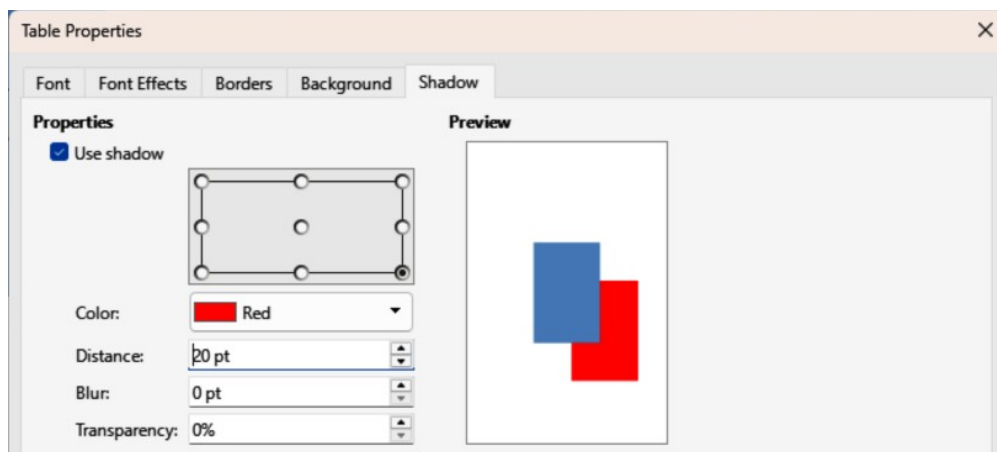 Table Properties
Font Font Effects Borders Background Shadow
Properties
Use shadow
Color: Red
Distance: 20 pt
Blur: 0 pt
Transparency: 0%
Preview